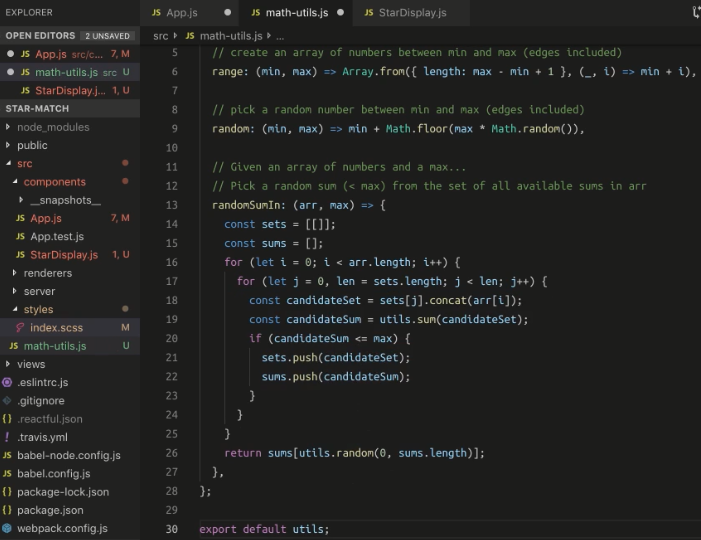 EXPLORER
JS App.js
JS math-utils.js
JS StarDisplay.js
OPEN EDITORS 2 UNSAVED
src math-utils.js ...
JS App.js src/c... 7, M
JS math-utils.js src U
JS StarDisplay.j... 1, U
STAR-MATCH
node_modules
public
src
components
__snapshots__
JS App.js 7, M
JS App.test.js
JS StarDisplay.js 1, U
renderers
server
styles
index.scss M
JS math-utils.js U
views
.eslintrc.js
.gitignore
{} .reactful.json
! .travis.yml
JS babel-node.config.js
JS babel.config.js
{} package-lock.json
{} package.json
webpack.config.js
5 // create an array of numbers between min and max (edges included)
6 range: (min, max) => Array.from({ length: max - min + 1 }, (_, i) => min + i),
7
8 // pick a random number between min and max (edges included)
9 random: (min, max) => min + Math.floor(max * Math.random()),
10
11 // Given an array of numbers and a max...
12 // Pick a random sum (< max) from the set of all available sums in arr
13 randomSumIn: (arr, max) => {
14 const sets = [[]];
15 const sums = [];
16 for (let i = 0; i < arr.length; i++) {
17 for (let j = 0, len = sets.length; j < len; j++) {
18 const candidateSet = sets[j].concat(arr[i]);
19 const candidateSum = utils.sum(candidateSet);
20 if (candidateSum <= max) {
21 sets.push(candidateSet);
22 sums.push(candidateSum);
23 }
24 }
25 }
26 return sums[utils.random(0, sums.length)];
27 },
28 };
29
30 export default utils;